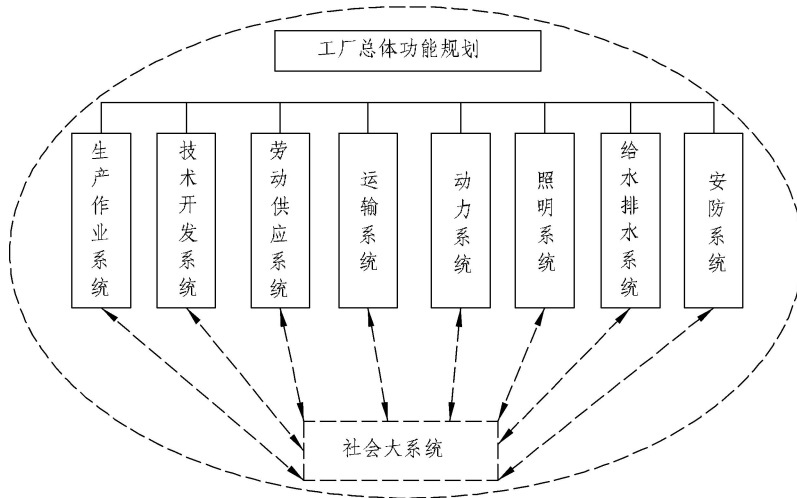 工厂总体功能规划
生产作业系统
技术开发系统
劳动供应系统
运输系统
动力系统
照明系统
给水排水系统
安防系统
社会大系统